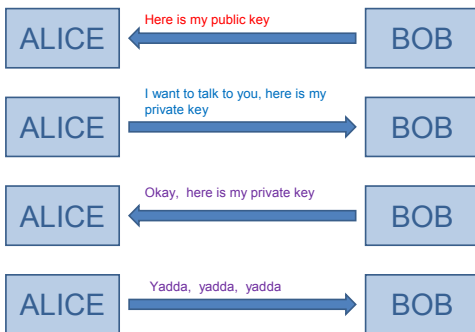 Here is my public key
ALICE BOB
I want to talk to you, here is my
private key
ALICE BOB
Okay, here is my private key
ALICE BOB
Yadda, yadda, yadda
ALICE BOB